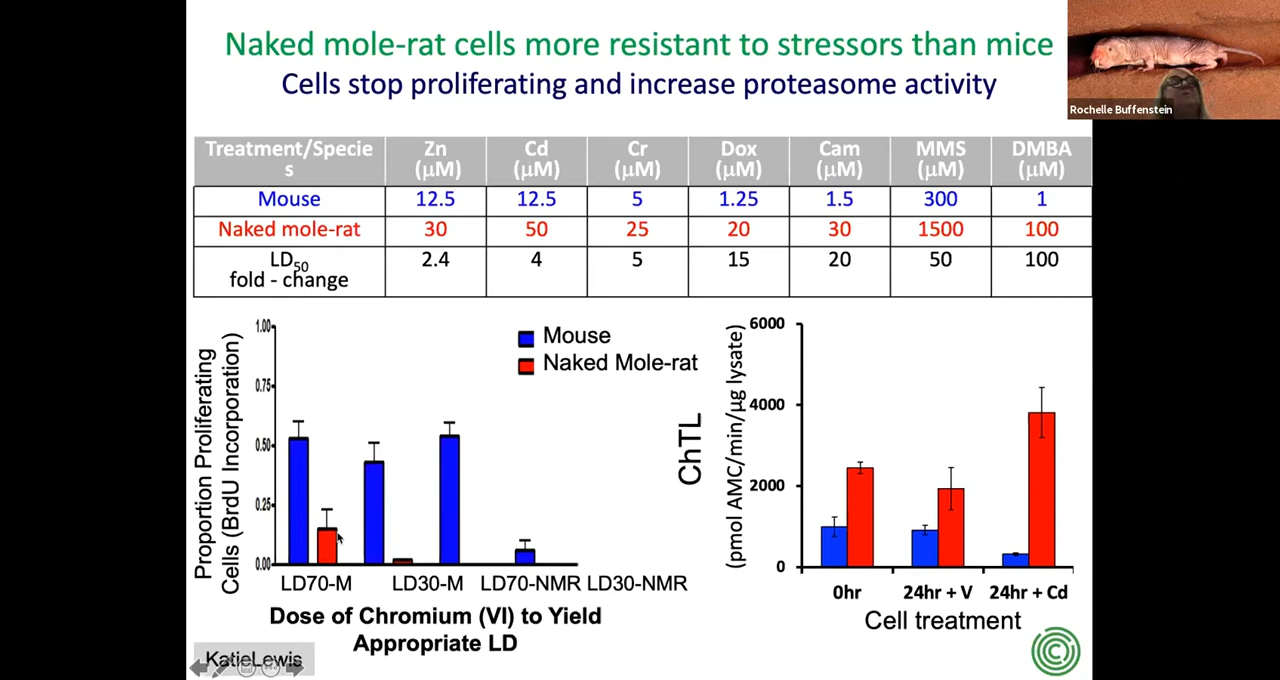 Naked mole-rat cells more resistant to stressors than mice
Cells stop proliferating and increase proteasome activity
Rochelle Buffenstein
Treatment/Specie
s
Zn
(μM)
Cd
(μM)
Cr
(μM)
Dox
(μM)
Cam
(μM)
MMS
(μM)
DMBA
(μM)
Mouse 12.5 12.5 5 1.25 1.5 300 1
Naked mole-rat 30 50 25 20 30 1500 100
LD50 2.4 4 5 15 20 50 100
fold - change
Proportion Proliferating
Cells (BrdU Incorporation)
1.00
0.75
0.50
0.25
0.00
Mouse
Naked Mole-rat
LD70-M LD30-M LD70-NMR LD30-NMR
Dose of Chromium (VI) to Yield
Appropriate LD
ChTL
(pmol AMC/min/μg lysate)
6000
4000
2000
0
0hr 24hr + V 24hr + Cd
Cell treatment
KatieLewis